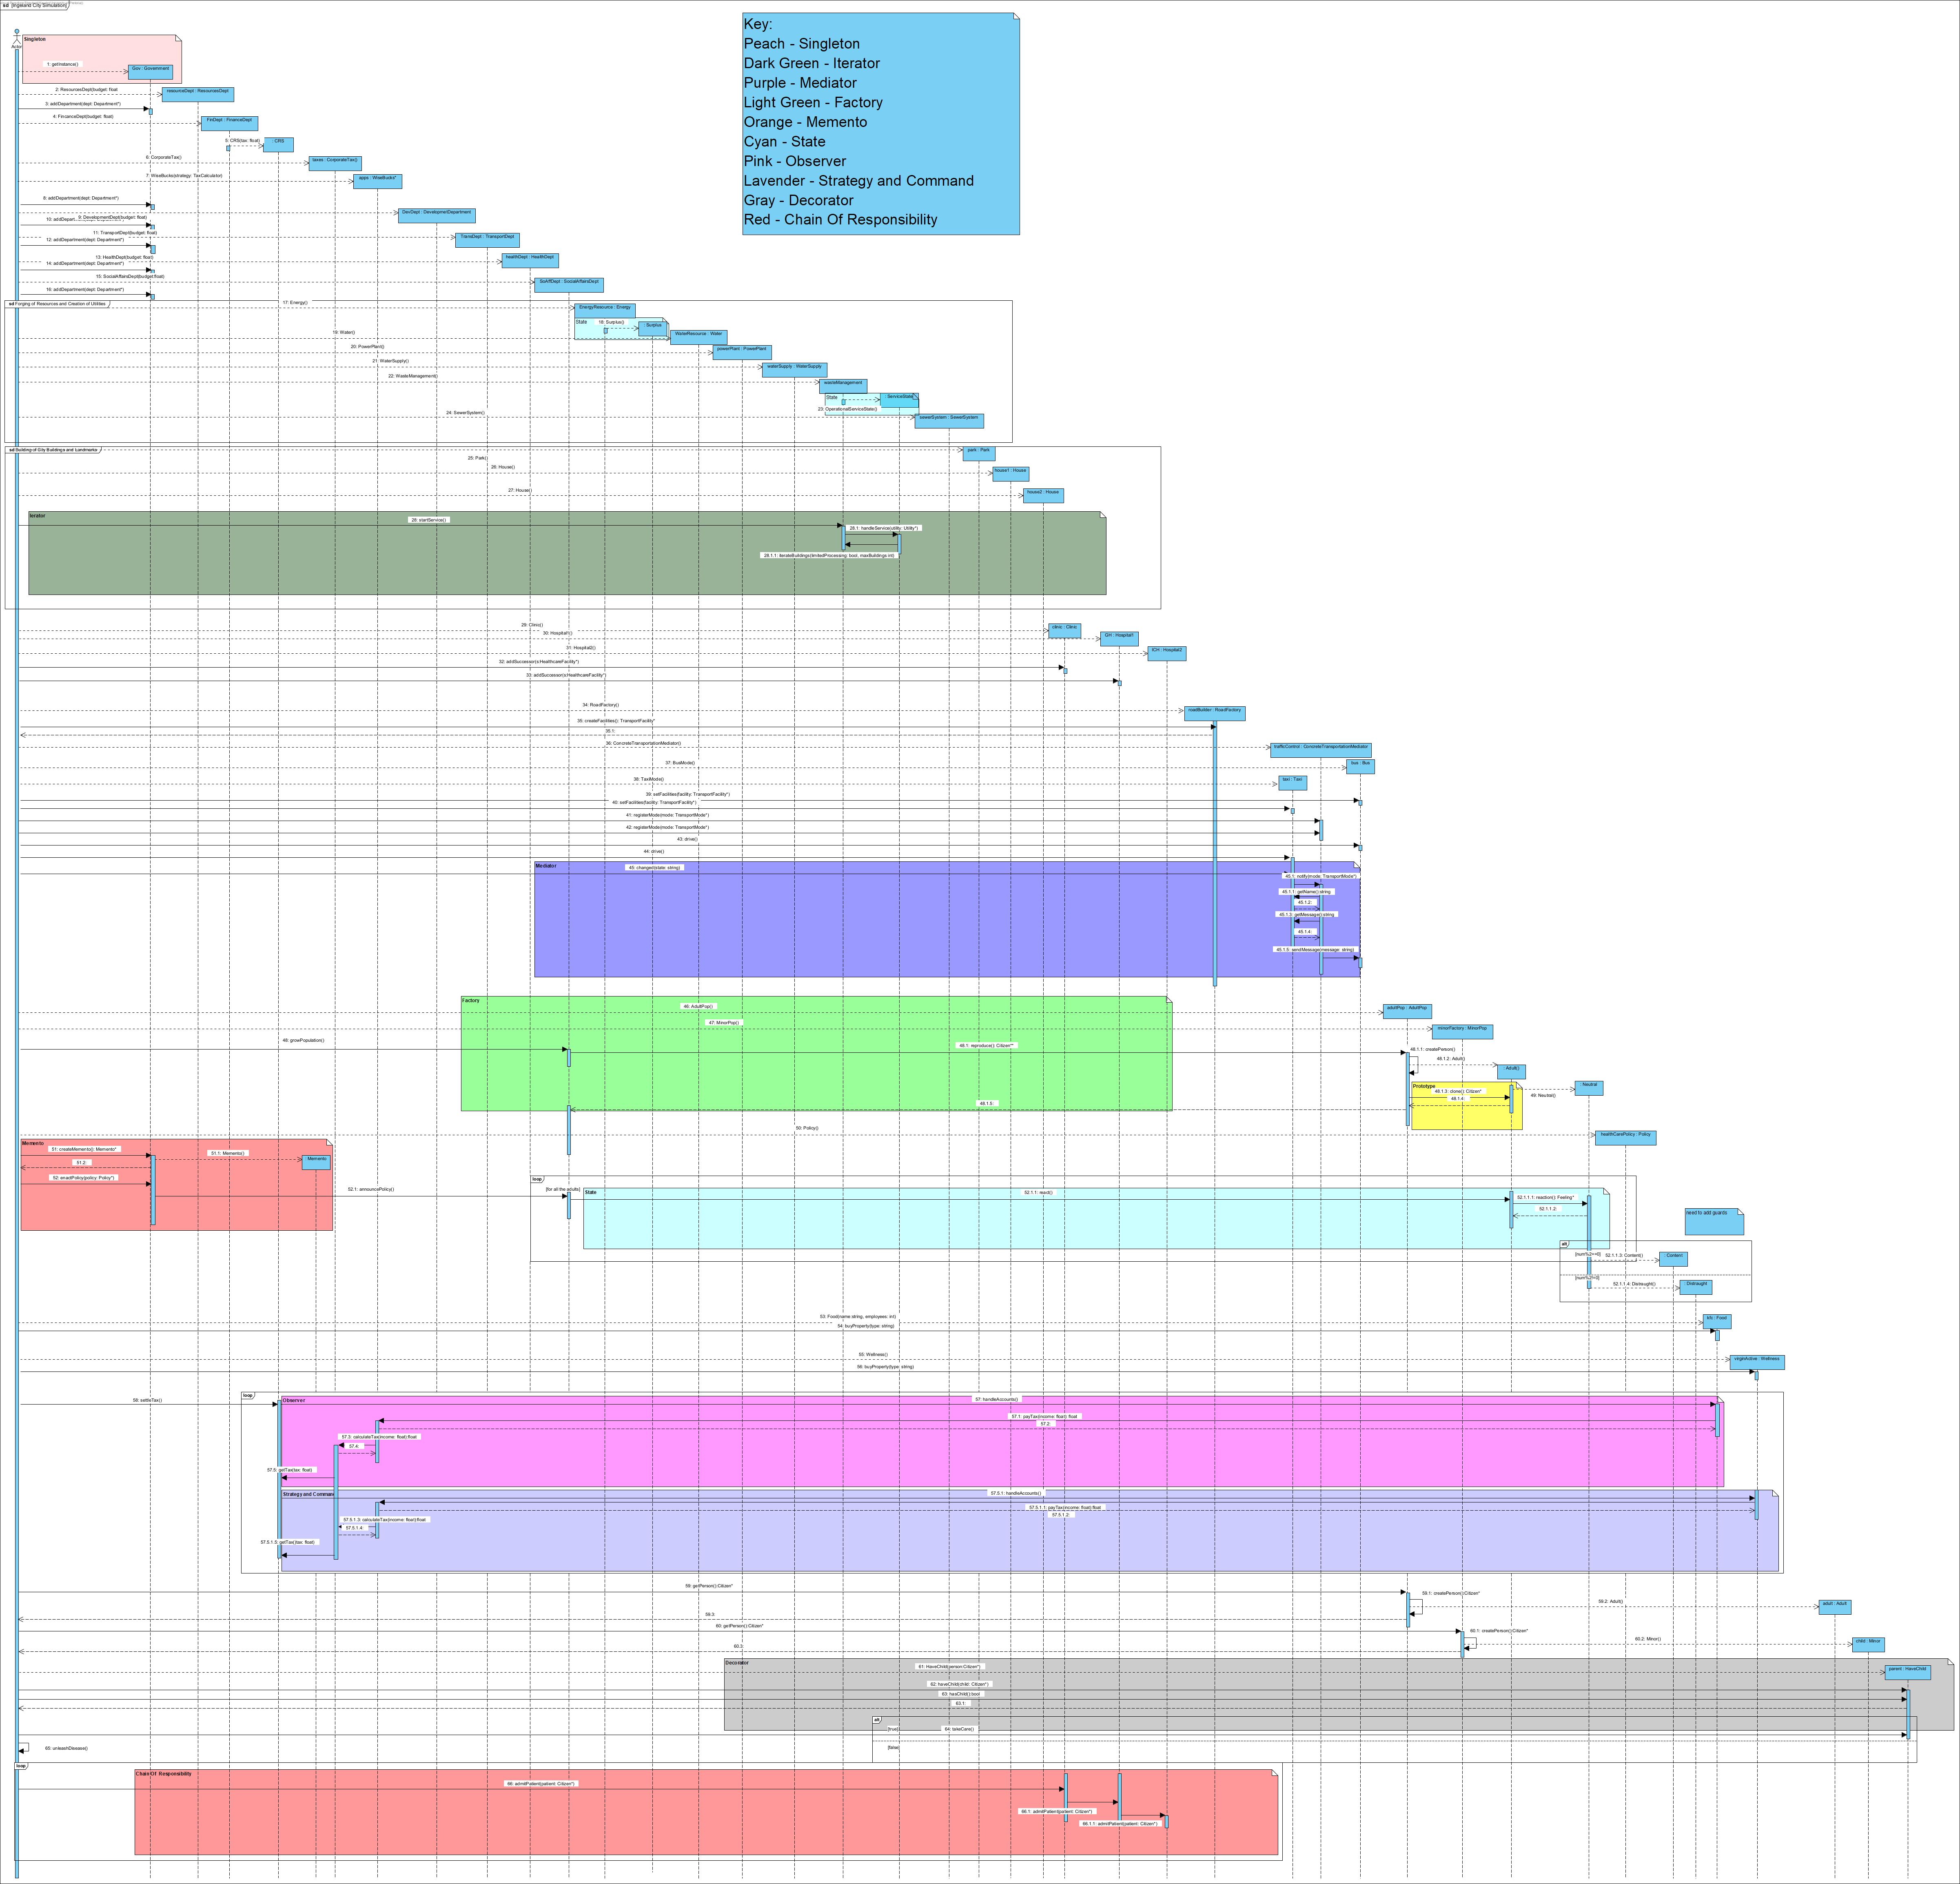 sd [Ingeland City Simulation]
Actor
Singleton
1: getInstance()
Gov : Government
Key:
Peach - Singleton
Dark Green - Iterator
Purple - Mediator
Light Green - Factory
Orange - Memento
Cyan - State
Pink - Observer
Lavender - Strategy and Command
Gray - Decorator
Red - Chain Of Responsibility
2: ResourcesDept(budget: float
resourceDept : ResourcesDept
3: addDepartment(dept: Department*)
4: FincanceDept(budget: float)
FinDept : FinanceDept
5: CRS(tax: float)
: CRS
6: CorporateTax()
taxes : CorporateTax()
7: WiseBucks(strategy: TaxCalculator)
apps : WiseBucks*
8: addDepartment(dept: Department*)
9: DevelopmentDept(budget: float)
DevDept : DevelopmetDepartment
10: addDepart
11: TransportDept(budget: float)
TransDept : TransportDept
12: addDepartment(dept: Department*)
13: HealthDept(budget: float)
healthDept : HealthDept
14: addDepartment(dept: Department*)
15: SocialAffairsDept(budget:float)
SoAffDept : SocialAffairsDept
16: addDepartment(dept: Department*)
sd Forging of Resources and Creation of Utilities
17: Energy()
EnergyResource : Energy
State
18: Surplus()
: Surplus
19: Water()
WaterResource : Water
20: PowerPlant()
powerPlant : PowerPlant
21: WaterSupply()
waterSupply : WaterSupply
22: WasteManagement()
wasteManagement
State
: ServiceState
23: OperationalServiceState()
24: SewerSystem()
sewerSystem : SewerSystem
sd Building of City Buildings and Landmarks
park : Park
25: Park()
26: House()
house1 : House
27: House()
house2 : House
Ierator
28: startService()
28.1: handleService(utility: Utility*)
28.1.1: iterateBuildings(limitedProcessing: bool, maxBuildings int)
29: Clinic()
clinic : Clinic
30: Hospital1()
GH : Hospital1
31: Hospital2()
ICH : Hospital2
32: addSuccessor(s:HealthcareFacility*)
33: addSuccessor(s:HealthcareFacility*)
34: RoadFactory()
roadBuilder : RoadFactory
35: createFacilities(): TransportFacility*
35.1:
36: ConcreteTransportationMediator()
trafficControl : ConcreteTransportationMediator
37: BusMode()
bus : Bus
38: TaxiMode()
taxi : Taxi
39: setFacilities(facility: TransportFacility*)
40: setFacilities(facility: TransportFacility*)
41: registerMode(mode: TransportMode*)
42: registerMode(mode: TransportMode*)
43: drive()
44: drive()
Mediator
45: changed(state: string)
45.1: notify(mode: TransportMode*)
45.1.1: getName() string
45.1.2:
45.1.3: getMessage() string
45.1.4:
45.1.5: sendMessage(message: string)
Factory
46: AdultPop()
adultPop : AdultPop
47: MinorPop()
minorFactory : MinorPop
48: growPopulation()
48.1: reproduce(): Citizen**
48.1.1: createPerson()
48.1.2: Adult()
: Adult()
Prototype
48.1.3: clone(): Citizen*
48.1.4:
: Neutral
49: Neutral()
48.1.5:
50: Policy()
healthCarePolicy : Policy
Memento
51: createMemento(): Memento*
51.1: Memento()
: Memento
51.2:
52: enactPolicy(policy: Policy*)
52.1: announcePolicy()
loop
[for all the adults]
State
52.1.1: react()
52.1.1.1: reaction(): Feeling*
52.1.1.2:
need to add guards
alt
[num%2==0]
52.1.1.3: Content()
: Content
[num%2!=0]
52.1.1.4: Distraught()
: Distraught
53: Food(name:string, employees: int)
kfc : Food
54: buyProperty(type: string)
55: Wellness()
virginActive : Wellness
56: buyProperty(type: string)
loop
58: setIvTax()
Observer
57: handleAccounts()
57.1: payTax(income: float): float
57.2:
57.3: calculateTax(income: float):float
57.4:
57.5: getTax(tax: float)
Strategy and Command
57.5.1: handleAccounts()
57.5.1.1: payTax(income: float):float
57.5.1.2:
57.5.1.3: calculateTax(income: float):float
57.5.1.4:
57.5.1.5: getTax(tax: float)
59: getPerson():Citizen*
59.1: createPerson():Citizen*
59.2: Adult()
adult : Adult
59.3:
60: getPerson():Citizen*
60.1: createPerson():Citizen*
60.2: Minor()
child : Minor
60.3:
Decorator
61: HaveChild(person:Citizen*)
parent : HaveChild
62: haveChild(child: Citizen*)
63: hasChild():bool
63.1:
alt
[true]
64: takeCare()
[false]
65: unleashDisease()
loop
Chain Of Responsibility
66: admitPatient(patient: Citizen*)
66.1: admitPatient(patient: Citizen*)
66.1.1: admitPatient(patient: Citizen*)